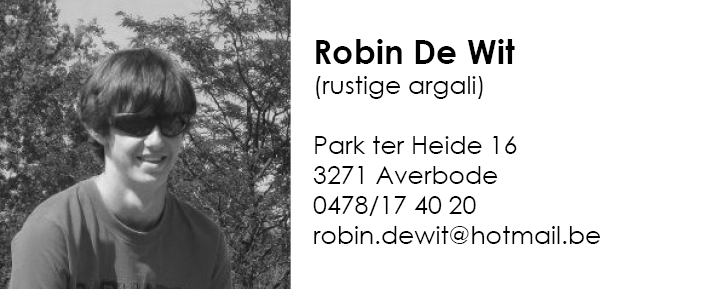 Robin De Wit
(rustige argali)
Park ter Heide 16
3271 Averbode
0478/17 40 20
robin.dewit@hotmail.be